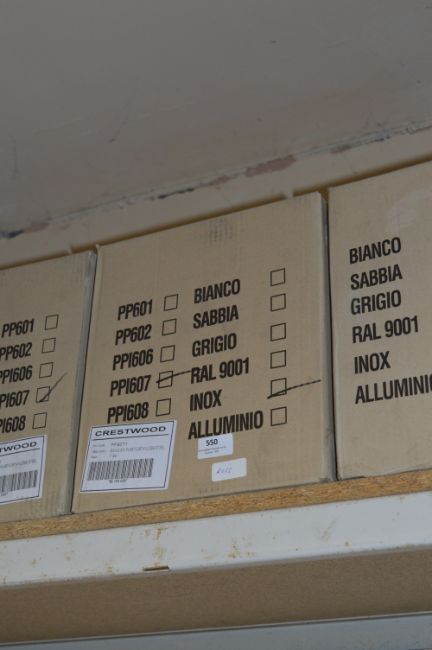 PP601
PP602
PPI606
PPI607
PPI608
CRESTWOOD
PP601
PP602
PPI606
PPI607
PPI608
BIANCO
SABBIA
GRIGIO
RAL 9001
INOX
ALLUMINIO
CRESTWOOD
550
BIANCO
SABBIA
GRIGIO
RAL 9001
INOX
ALLUMINIO